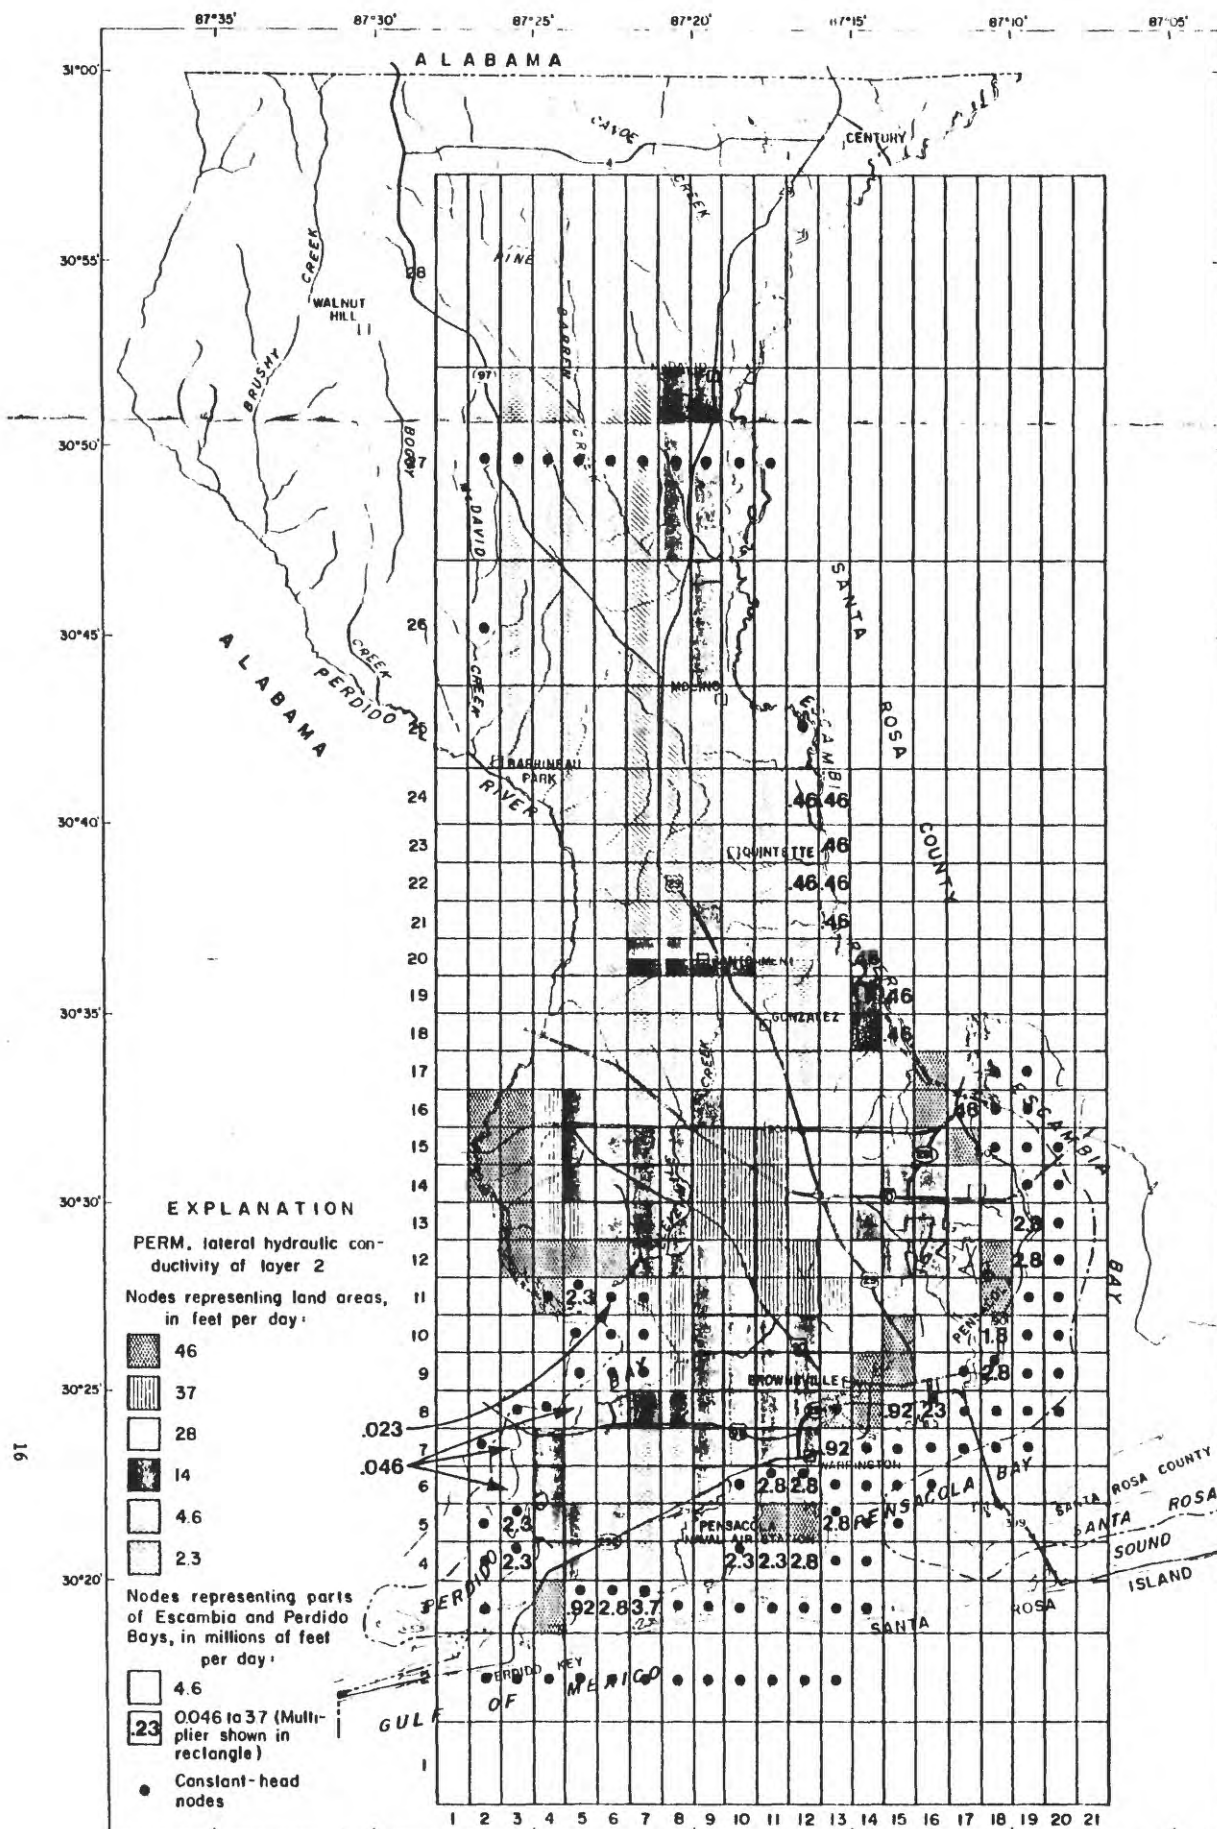 87°35' 87°30' 87°25' 87°20' 87°15' 87°10' 87°05'
ALABAMA
31°00'
CANOE
CREEK
CENTURY
4
30°55'
PINE
28
WALNUT
HILL
BRUSHY
CREEK
BARREN
CREEK
(97)
30°50'
BOGGY
CREEK
McDAVID
CREEK
SANTA
ROSA
COUNTY
30°45'
26
ALABAMA
PERDIDO
RIVER
MOLINO
25
BARRINEAU
PARK
24
.46 .46
30°40'
23
QUINTETTE
.46
22
.46 .46
21
.46
20
19
.46
30°35'
18
GONZALEZ
.46
CREEK
17
16
ESCAMBIA
BAY
15
14
30°30'
13
12
2.8
11
2.3
PENSACOLA
10
1.8
9
BAY
2.8
30°25'
BROWNSVILLE
8
.92 .23
.023
7
.92
WARRINGTON
.046
6
2.8 2.8
PENSACOLA BAY
SANTA ROSA COUNTY
SANTA ROSA
SOUND
ISLAND
5
2.3
PENSACOLA
NAVAL AIR STATION
2.8
4
2.3
2.3 2.3 2.8
30°20'
PERDIDO
3
.92 2.8 3.7
SANTA
ROSA
2
PERDIDO KEY
GULF OF MEXICO
1
1 2 3 4 5 6 7 8 9 10 11 12 13 14 15 16 17 18 19 20 21
EXPLANATION
PERM, lateral hydraulic con-
ductivity of layer 2
Nodes representing land areas,
in feet per day:
46
37
28
14
4.6
2.3
Nodes representing parts
of Escambia and Perdido
Bays, in millions of feet
per day:
4.6
.23 0.046 to 37 (Multi-
plier shown in
rectangle)
Constant-head
nodes
16